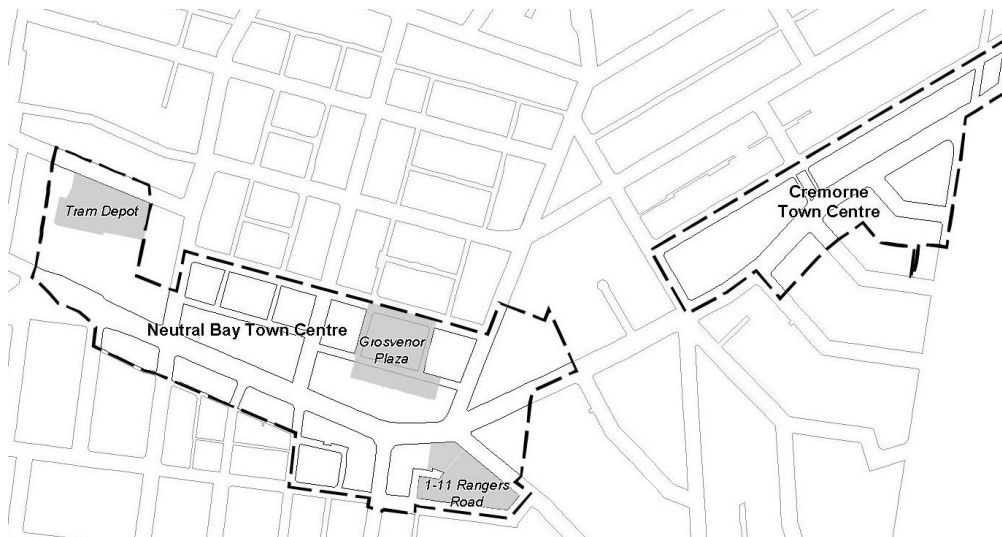 Cremorne
Town Centre
Tram Depot
Neutral Bay Town Centre
Grosvenor
Plaza
1-11 Rangers
Road